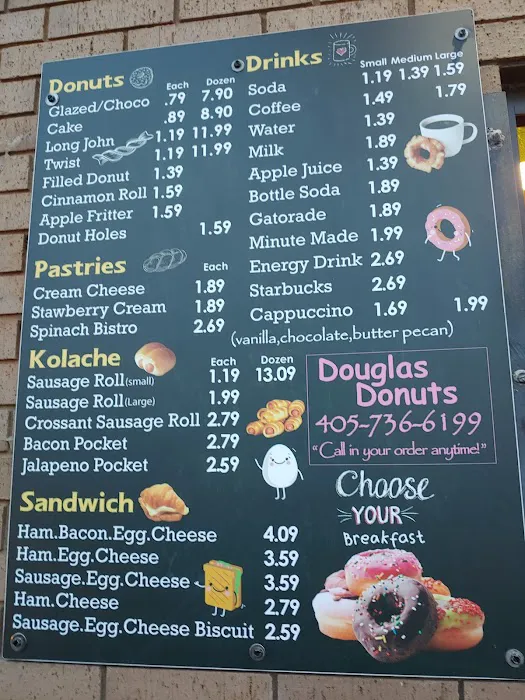 Donuts Each Dozen
Glazed/Choco .79 7.90
Cake .89 8.90
Long John 1.19 11.99
Twist 1.19 11.99
Filled Donut 1.39
Cinnamon Roll 1.59
Apple Fritter 1.59
Donut Holes 1.59
Pastries Each
Cream Cheese 1.89
Stawberry Cream 1.89
Spinach Bistro 2.69
Kolache Each Dozen
Sausage Roll(small) 1.19 13.09
Sausage Roll(Large) 1.99
Crossant Sausage Roll 2.79
Bacon Pocket 2.79
Jalapeno Pocket 2.59
Sandwich
Ham.Bacon.Egg.Cheese 4.09
Ham.Egg.Cheese 3.59
Sausage.Egg.Cheese 3.59
Ham.Cheese 2.79
Sausage.Egg.Cheese Biscuit 2.59
Drinks Small Medium Large
Soda 1.19 1.39 1.59
Coffee 1.49 1.79
Water 1.39
Milk 1.89
Apple Juice 1.39
Bottle Soda 1.89
Gatorade 1.89
Minute Made 1.99
Energy Drink 2.69
Starbucks 2.69
Cappuccino 1.69 1.99
(vanilla,chocolate,butter pecan)
Douglas
Donuts
405-736-6199
"Call in your order anytime!"
Choose
YOUR
Breakfast